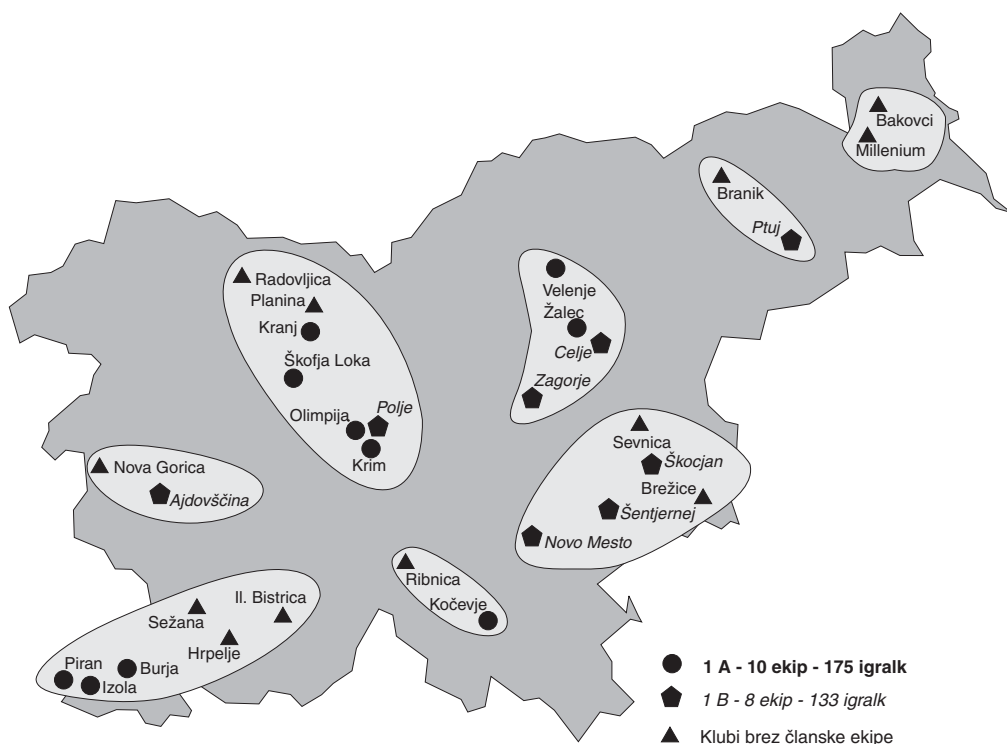 Bakovci
Millenium
Branik
Ptuj
Radovljica
Planina
Kranj
Škofja Loka
Olimpija
Polje
Krim
Velenje
Žalec
Celje
Zagorje
Nova Gorica
Ajdovščina
Sevnica
Škocjan
Brežice
Šentjernej
Novo Mesto
Ribnica
Kočevje
Il. Bistrica
Sežana
Hrpelje
Piran
Burja
Izola
1 A - 10 ekip - 175 igralk
1 B - 8 ekip - 133 igralk
Klubi brez članske ekipe